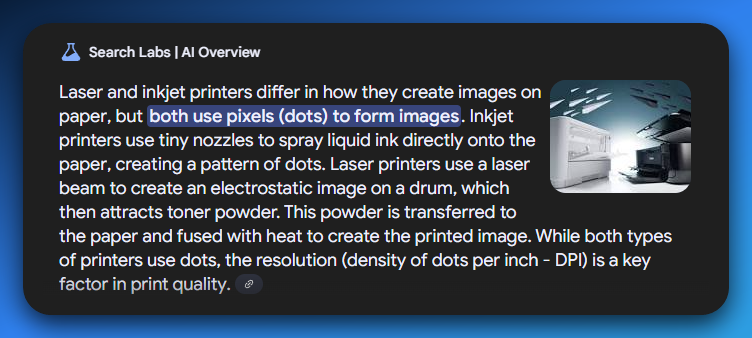 Search Labs | AI Overview
Laser and inkjet printers differ in how they create images on
paper, but both use pixels (dots) to form images. Inkjet
printers use tiny nozzles to spray liquid ink directly onto the
paper, creating a pattern of dots. Laser printers use a laser
beam to create an electrostatic image on a drum, which
then attracts toner powder. This powder is transferred to
the paper and fused with heat to create the printed image. While both types
of printers use dots, the resolution (density of dots per inch - DPI) is a key
factor in print quality.